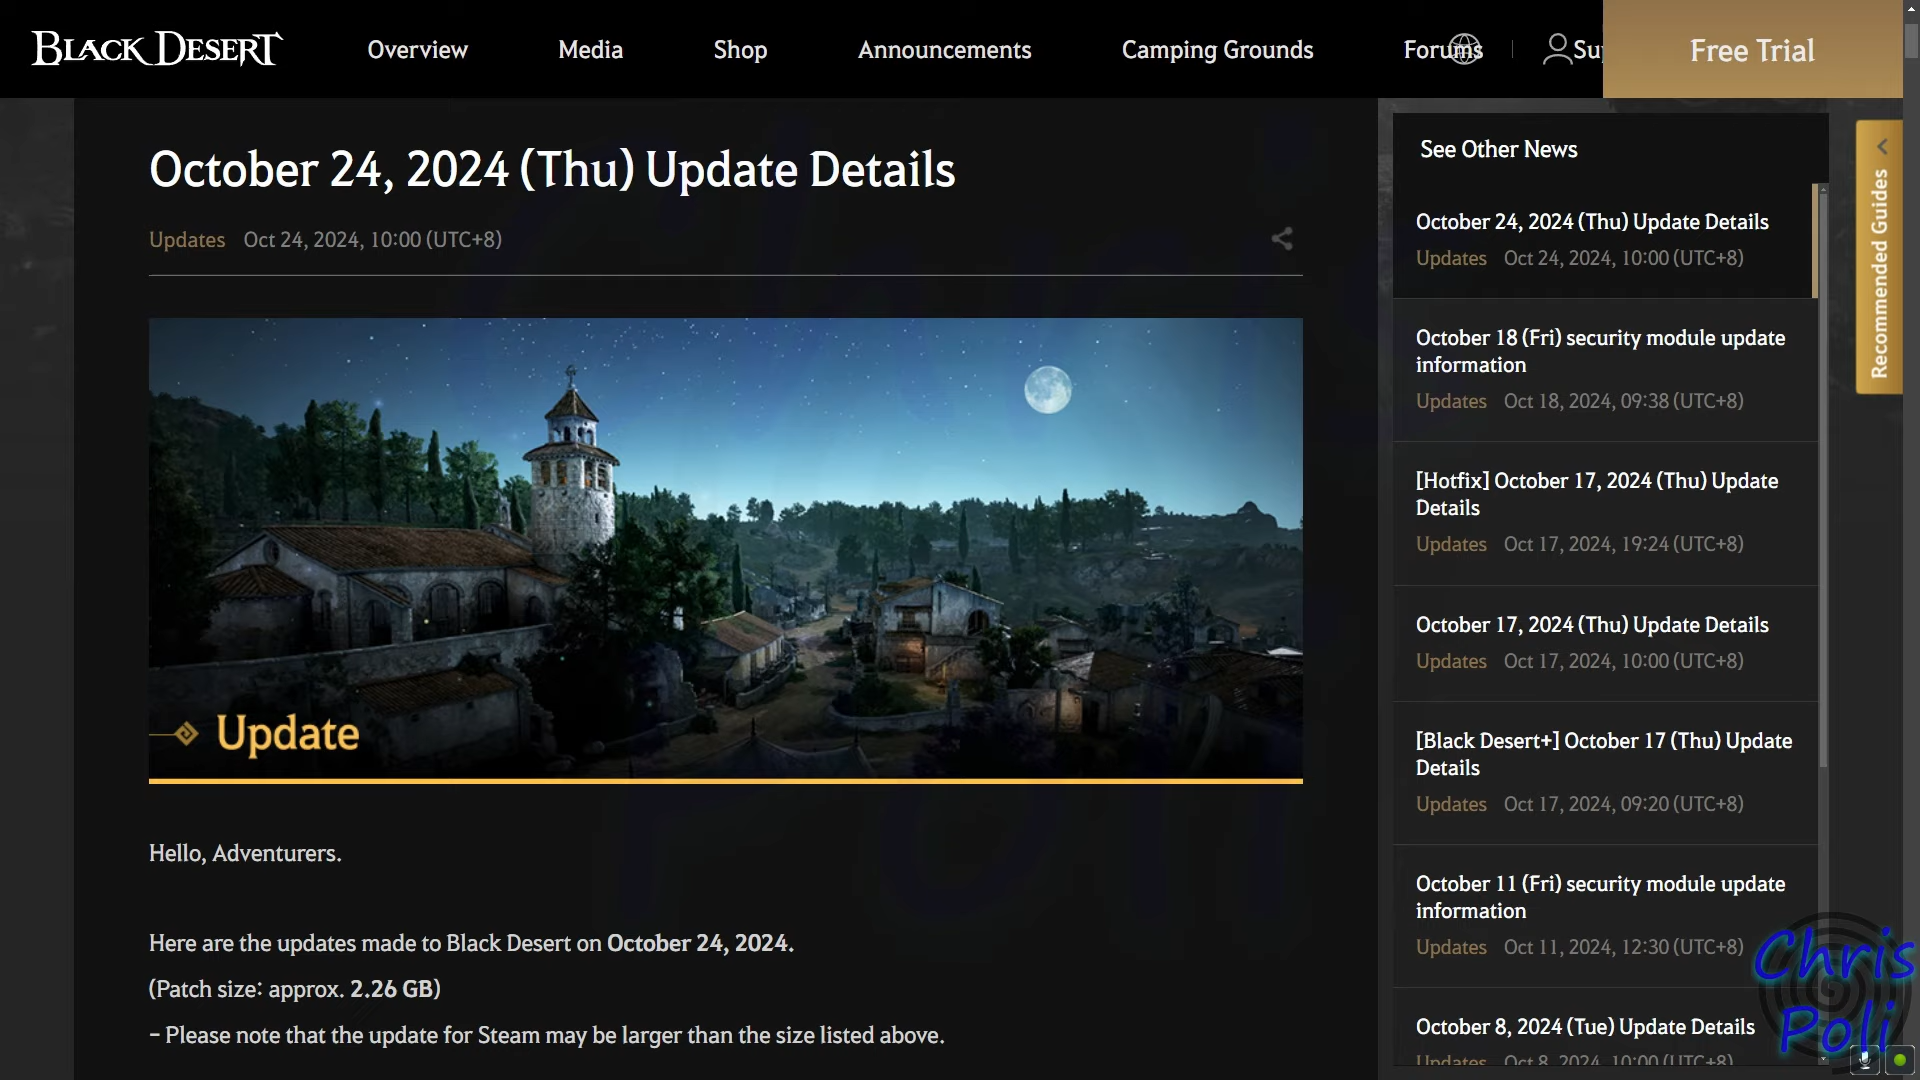 BLACK DESERT
Overview
Media
Shop
Announcements
Camping Grounds
Forums
Free Trial
October 24, 2024 (Thu) Update Details
Updates Oct 24, 2024, 10:00 (UTC+8)
Update
Hello, Adventurers.
Here are the updates made to Black Desert on October 24, 2024.
(Patch size: approx. 2.26 GB)
– Please note that the update for Steam may be larger than the size listed above.
See Other News
October 24, 2024 (Thu) Update Details
Updates Oct 24, 2024, 10:00 (UTC+8)
October 18 (Fri) security module update
information
Updates Oct 18, 2024, 09:38 (UTC+8)
[Hotfix] October 17, 2024 (Thu) Update
Details
Updates Oct 17, 2024, 19:24 (UTC+8)
October 17, 2024 (Thu) Update Details
Updates Oct 17, 2024, 10:00 (UTC+8)
[Black Desert+] October 17 (Thu) Update
Details
Updates Oct 17, 2024, 09:20 (UTC+8)
October 11 (Fri) security module update
information
Updates Oct 11, 2024, 12:30 (UTC+8)
October 8, 2024 (Tue) Update Details
Updates Oct 8, 2024, 10:00 (UTC+8)
Recommended Guides
Chris
Poli